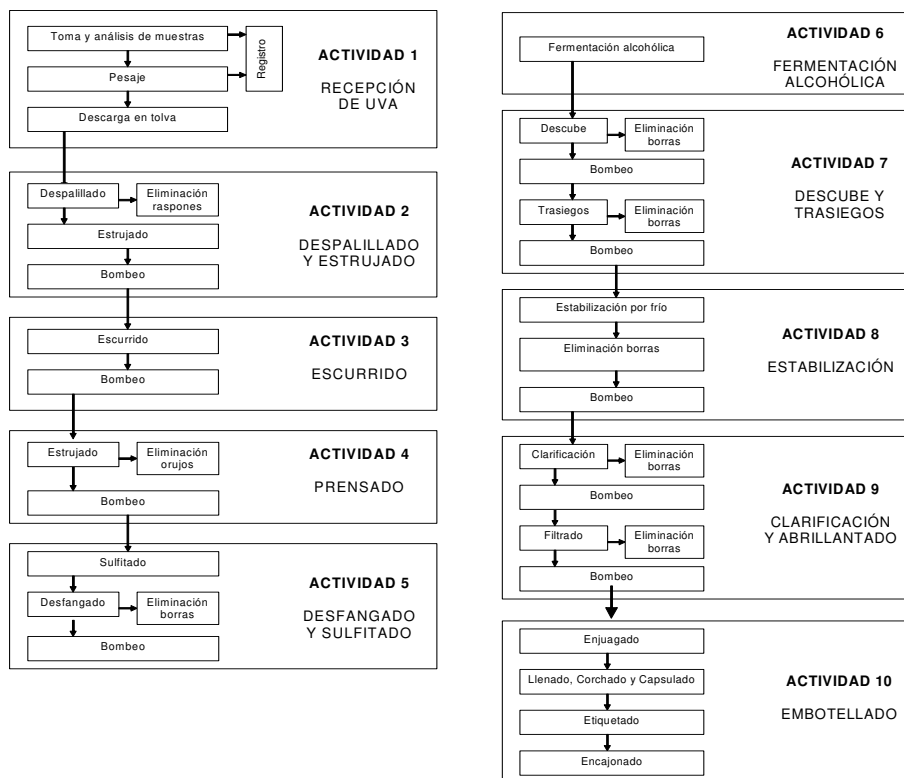 Toma y análisis de muestras
Registro
ACTIVIDAD 1
Pesaje
RECEPCIÓN
DE UVA
Descarga en tolva
Despalillado
Eliminación
raspones
ACTIVIDAD 2
Estrujado
DESPALILLADO
Y ESTRUJADO
Bombeo
Escurrido
ACTIVIDAD 3
Bombeo
ESCURRIDO
Estrujado
Eliminación
orujos
ACTIVIDAD 4
PRENSADO
Bombeo
Sulfitado
ACTIVIDAD 5
Desfangado
Eliminación
borras
DESFANGADO
Y SULFITADO
Bombeo
Fermentación alcohólica
ACTIVIDAD 6
FERMENTACIÓN
ALCOHÓLICA
Descube
Eliminación
borras
Bombeo
ACTIVIDAD 7
Trasiegos
Eliminación
borras
DESCUBE Y
TRASIEGOS
Bombeo
Estabilización por frío
ACTIVIDAD 8
Eliminación borras
ESTABILIZACIÓN
Bombeo
Clarificación
Eliminación
borras
ACTIVIDAD 9
Bombeo
CLARIFICACIÓN
Y ABRILLANTADO
Filtrado
Eliminación
borras
Bombeo
Enjuagado
Llenado, Corchado y Capsulado
ACTIVIDAD 10
EMBOTELLADO
Etiquetado
Encajonado